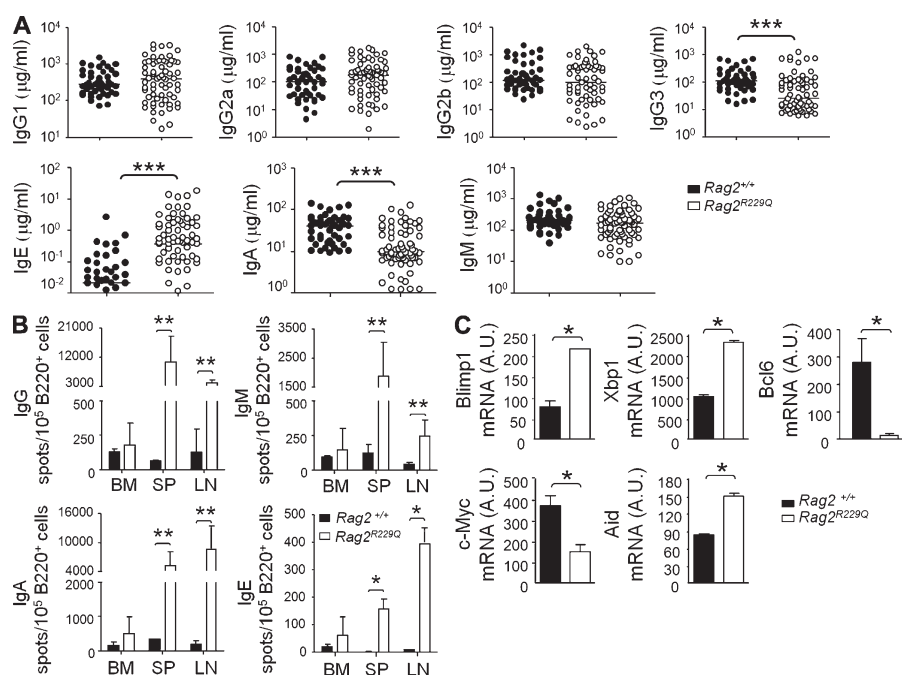 A
IgG1 (μg/ml)
10⁴
10³
10²
10¹
IgG2a (μg/ml)
10⁴
10³
10²
10¹
10⁰
IgG2b (μg/ml)
10⁴
10³
10²
10¹
10⁰
IgG3 (μg/ml)
10⁴
10³
10²
10¹
10⁰
***
IgE (μg/ml)
10²
10¹
10⁰
10⁻¹
10⁻²
***
IgA (μg/ml)
10³
10²
10¹
10⁰
***
IgM (μg/ml)
10⁴
10³
10²
10¹
10⁰
Rag2⁺/⁺
Rag2ᴿ²²⁹Q
B
IgG
spots/10⁵ B220⁺ cells
21000
12000
3000
500
250
0
**
**
BM SP LN
IgM
spots/10⁵ B220⁺ cells
3500
1500
500
250
0
**
**
BM SP LN
IgA
spots/10⁵ B220⁺ cells
16000
10000
4000
2000
1000
0
**
**
BM SP LN
IgE
spots/10⁵ B220⁺ cells
500
400
300
200
100
0
Rag2⁺/⁺
Rag2ᴿ²²⁹Q
*
*
BM SP LN
C
Blimp1
mRNA (A.U.)
250
200
150
100
50
0
*
Xbp1
mRNA (A.U.)
2500
2000
1500
1000
500
0
*
Bcl6
mRNA (A.U.)
400
300
200
100
0
*
c-Myc
mRNA (A.U.)
500
400
300
200
100
0
*
Aid
mRNA (A.U.)
180
150
120
90
60
30
0
*
Rag2⁺/⁺
Rag2ᴿ²²⁹Q